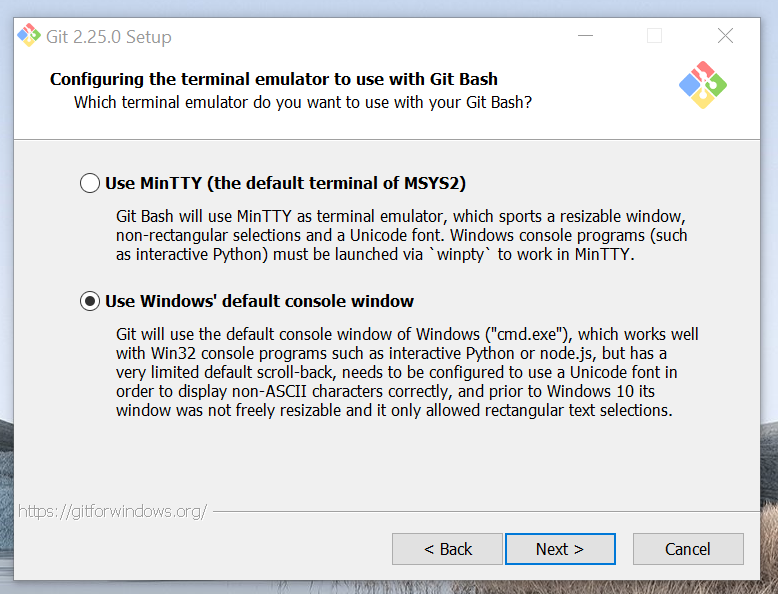 Git 2.25.0 Setup
Configuring the terminal emulator to use with Git Bash
Which terminal emulator do you want to use with your Git Bash?
Use MinTTY (the default terminal of MSYS2)
Git Bash will use MinTTY as terminal emulator, which sports a resizable window,
non-rectangular selections and a Unicode font. Windows console programs (such
as interactive Python) must be launched via `winpty` to work in MinTTY.
Use Windows' default console window
Git will use the default console window of Windows ("cmd.exe"), which works well
with Win32 console programs such as interactive Python or node.js, but has a
very limited default scroll-back, needs to be configured to use a Unicode font in
order to display non-ASCII characters correctly, and prior to Windows 10 its
window was not freely resizable and it only allowed rectangular text selections.
https://gitforwindows.org/
< Back
Next >
Cancel